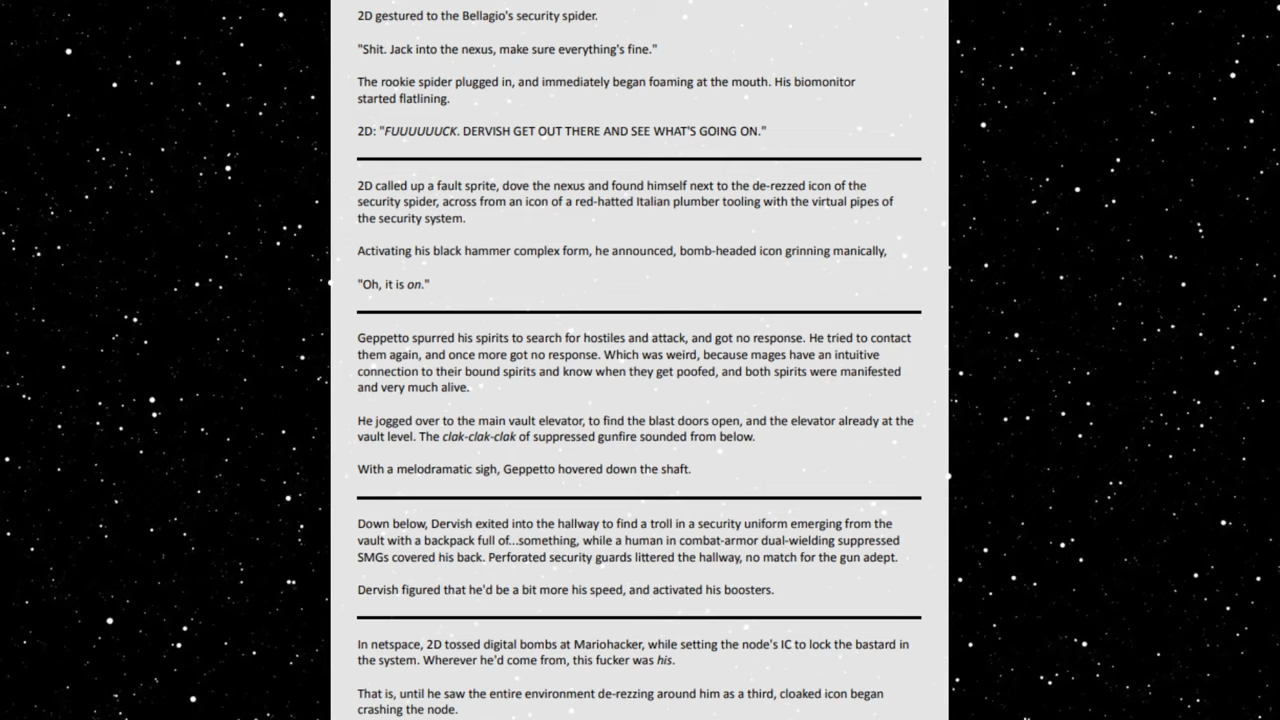 2D gestured to the Bellagio's security spider.
"Shit. Jack into the nexus, make sure everything's fine."
The rookie spider plugged in, and immediately began foaming at the mouth. His biomonitor
started flatlining.
2D: "FUUUUUUCK. DERVISH GET OUT THERE AND SEE WHAT'S GOING ON."
2D called up a fault sprite, dove the nexus and found himself next to the de-rezzed icon of the
security spider, across from an icon of a red-hatted Italian plumber tooling with the virtual pipes of
the security system.
Activating his black hammer complex form, he announced, bomb-headed icon grinning manically,
"Oh, it is on."
Geppetto spurred his spirits to search for hostiles and attack, and got no response. He tried to contact
them again, and once more got no response. Which was weird, because mages have an intuitive
connection to their bound spirits and know when they get poofed, and both spirits were manifested
and very much alive.
He jogged over to the main vault elevator, to find the blast doors open, and the elevator already at the
vault level. The clak-clak-clak of suppressed gunfire sounded from below.
With a melodramatic sigh, Geppetto hovered down the shaft.
Down below, Dervish exited into the hallway to find a troll in a security uniform emerging from the
vault with a backpack full of...something, while a human in combat-armor dual-wielding suppressed
SMGs covered his back. Perforated security guards littered the hallway, no match for the gun adept.
Dervish figured that he'd be a bit more his speed, and activated his boosters.
In netspace, 2D tossed digital bombs at Mariohacker, while setting the node's IC to lock the bastard in
the system. Wherever he'd come from, this fucker was his.
That is, until he saw the entire environment de-rezzing around him as a third, cloaked icon began
crashing the node.